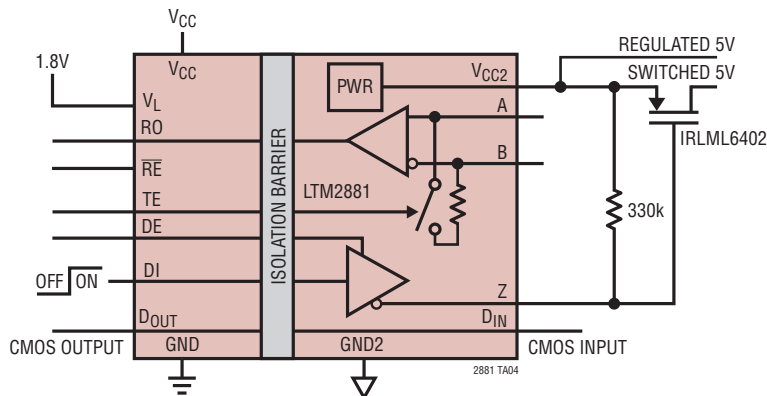 VCC
REGULATED 5V
1.8V
VCC
VCC2
SWITCHED 5V
PWR
VL
A
RO
IRLML6402
B
RE
ISOLATION BARRIER
LTM2881
TE
330k
DE
OFF ON
DI
Z
DOUT
DIN
CMOS OUTPUT
GND
GND2
CMOS INPUT
2881 TA04